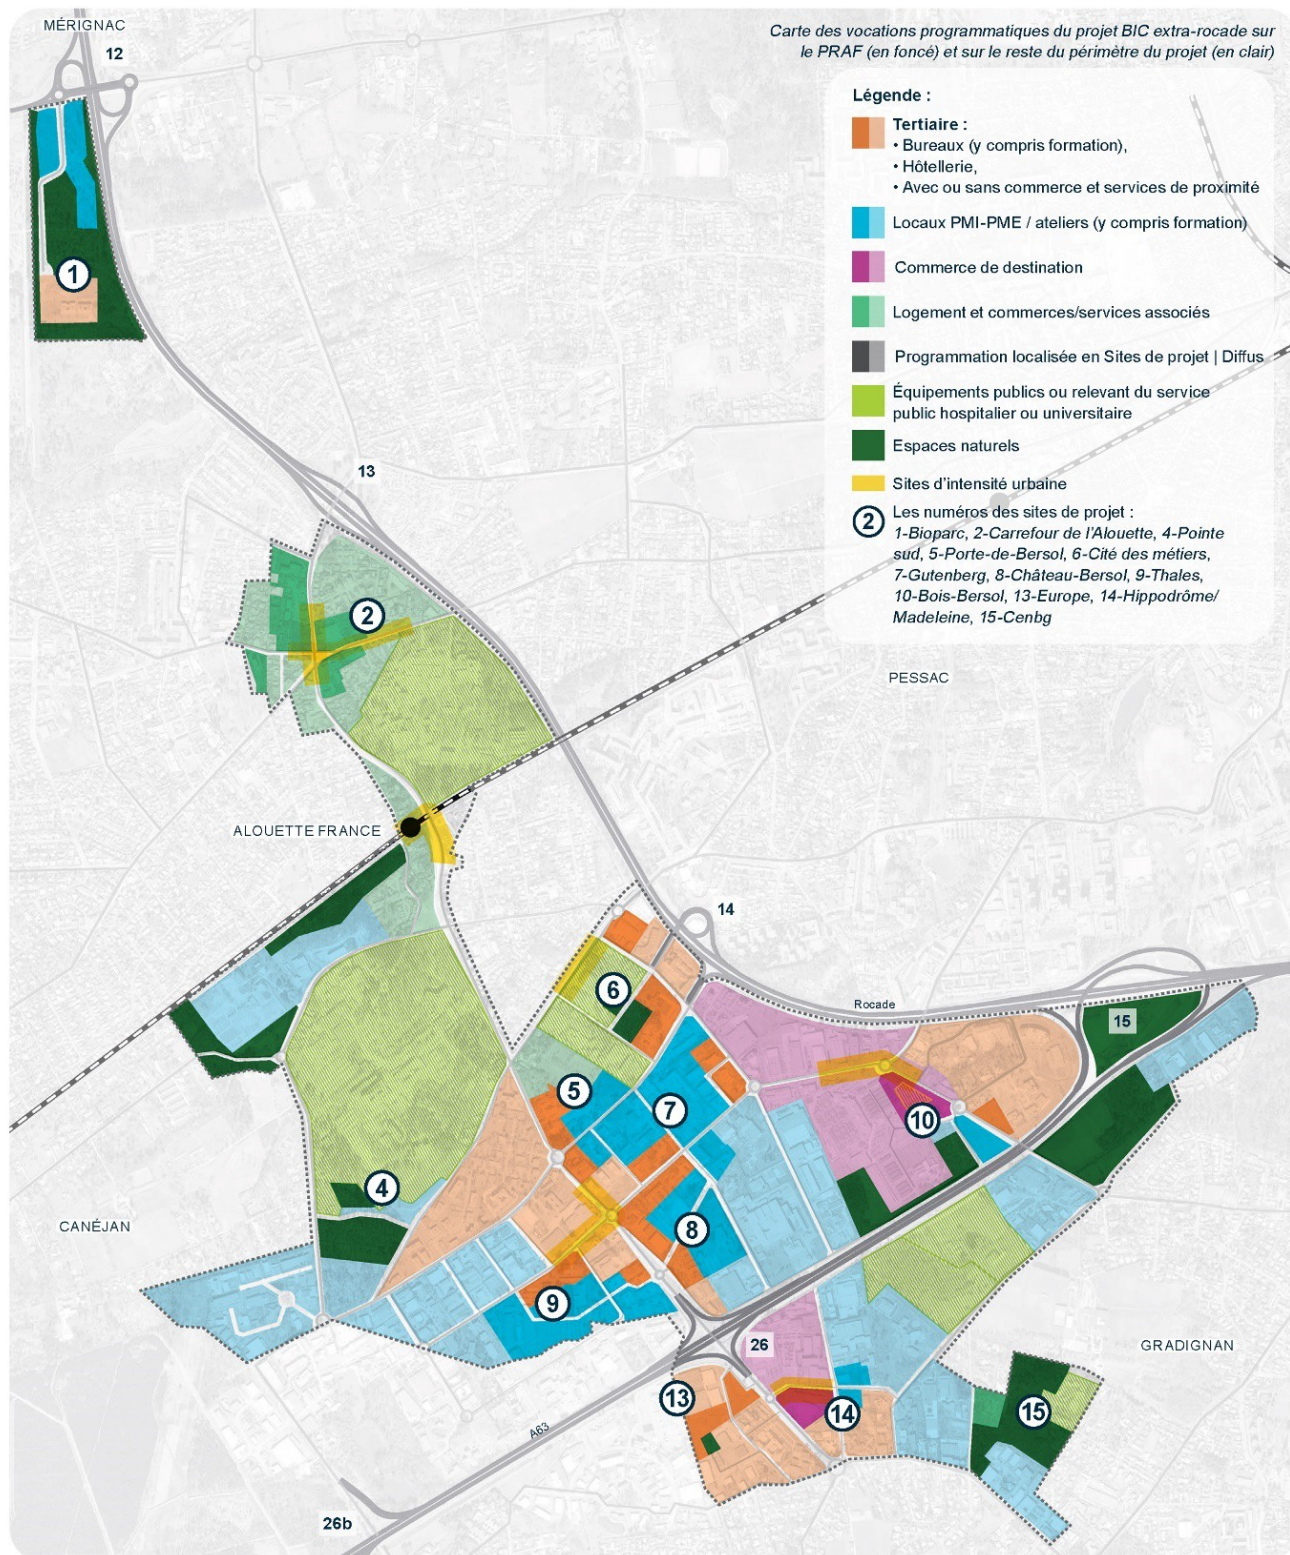 MÉRIGNAC
12
Carte des vocations programmatiques du projet BIC extra-rocade sur
le PRAF (en foncé) et sur le reste du périmètre du projet (en clair)
Légende :
Tertiaire :
• Bureaux (y compris formation),
• Hôtellerie,
• Avec ou sans commerce et services de proximité
Locaux PMI-PME / ateliers (y compris formation)
Commerce de destination
Logement et commerces/services associés
Programmation localisée en Sites de projet | Diffus
Équipements publics ou relevant du service
public hospitalier ou universitaire
Espaces naturels
Sites d'intensité urbaine
2
Les numéros des sites de projet :
1-Bioparc, 2-Carrefour de l'Alouette, 4-Pointe
sud, 5-Porte-de-Bersol, 6-Cité des métiers,
7-Gutenberg, 8-Château-Bersol, 9-Thales,
10-Bois-Bersol, 13-Europe, 14-Hippodrôme/
Madeleine, 15-Cenbg
1
13
2
PESSAC
ALOUETTE FRANCE
14
6
Rocade
15
5
7
10
4
CANÉJAN
8
9
26
GRADIGNAN
13
14
15
A63
26b